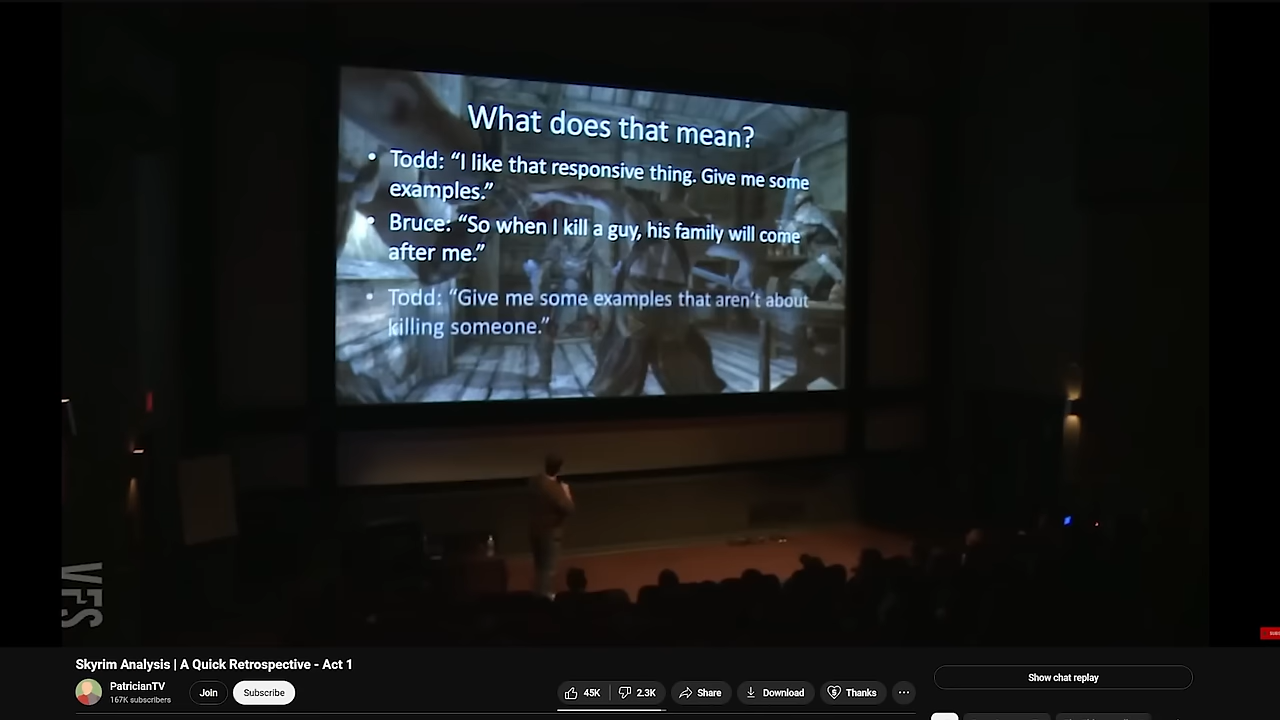 What does that mean?
• Todd: “I like that responsive thing. Give me some
examples.”
• Bruce: “So when I kill a guy, his family will come
after me.”
• Todd: “Give me some examples that aren’t about
killing someone.”
VFS
Skyrim Analysis | A Quick Retrospective - Act 1
PatricianTV
167K subscribers
Join
Subscribe
45K
2.3K
Share
Download
Thanks
Show chat replay